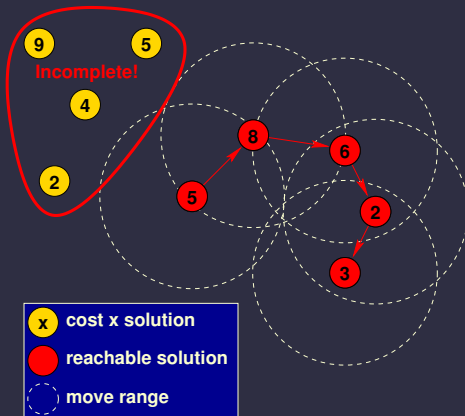 9
5
Incomplete!
4
8
6
2
5
2
3
x cost x solution
reachable solution
move range